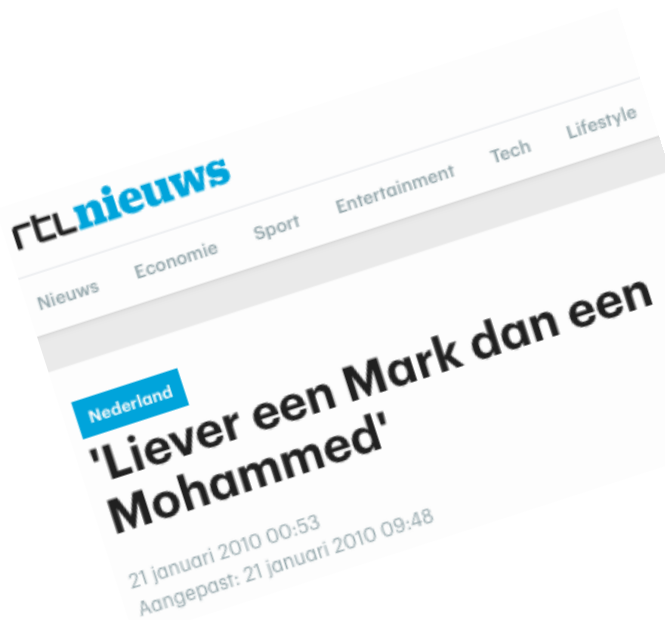 rtlnieuws
Nieuws Economie Sport Entertainment Tech Lifestyle
Nederland
'Liever een Mark dan een
Mohammed'
21 januari 2010 00:53
Aangepast: 21 januari 2010 09:48